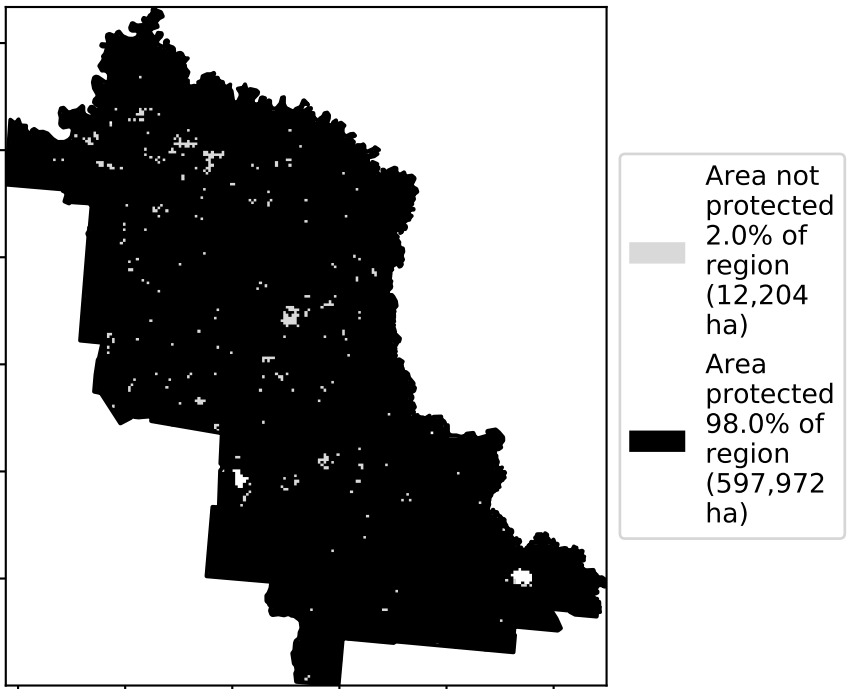 Area not
protected
2.0% of
region
(12,204
ha)
Area
protected
98.0% of
region
(597,972
ha)